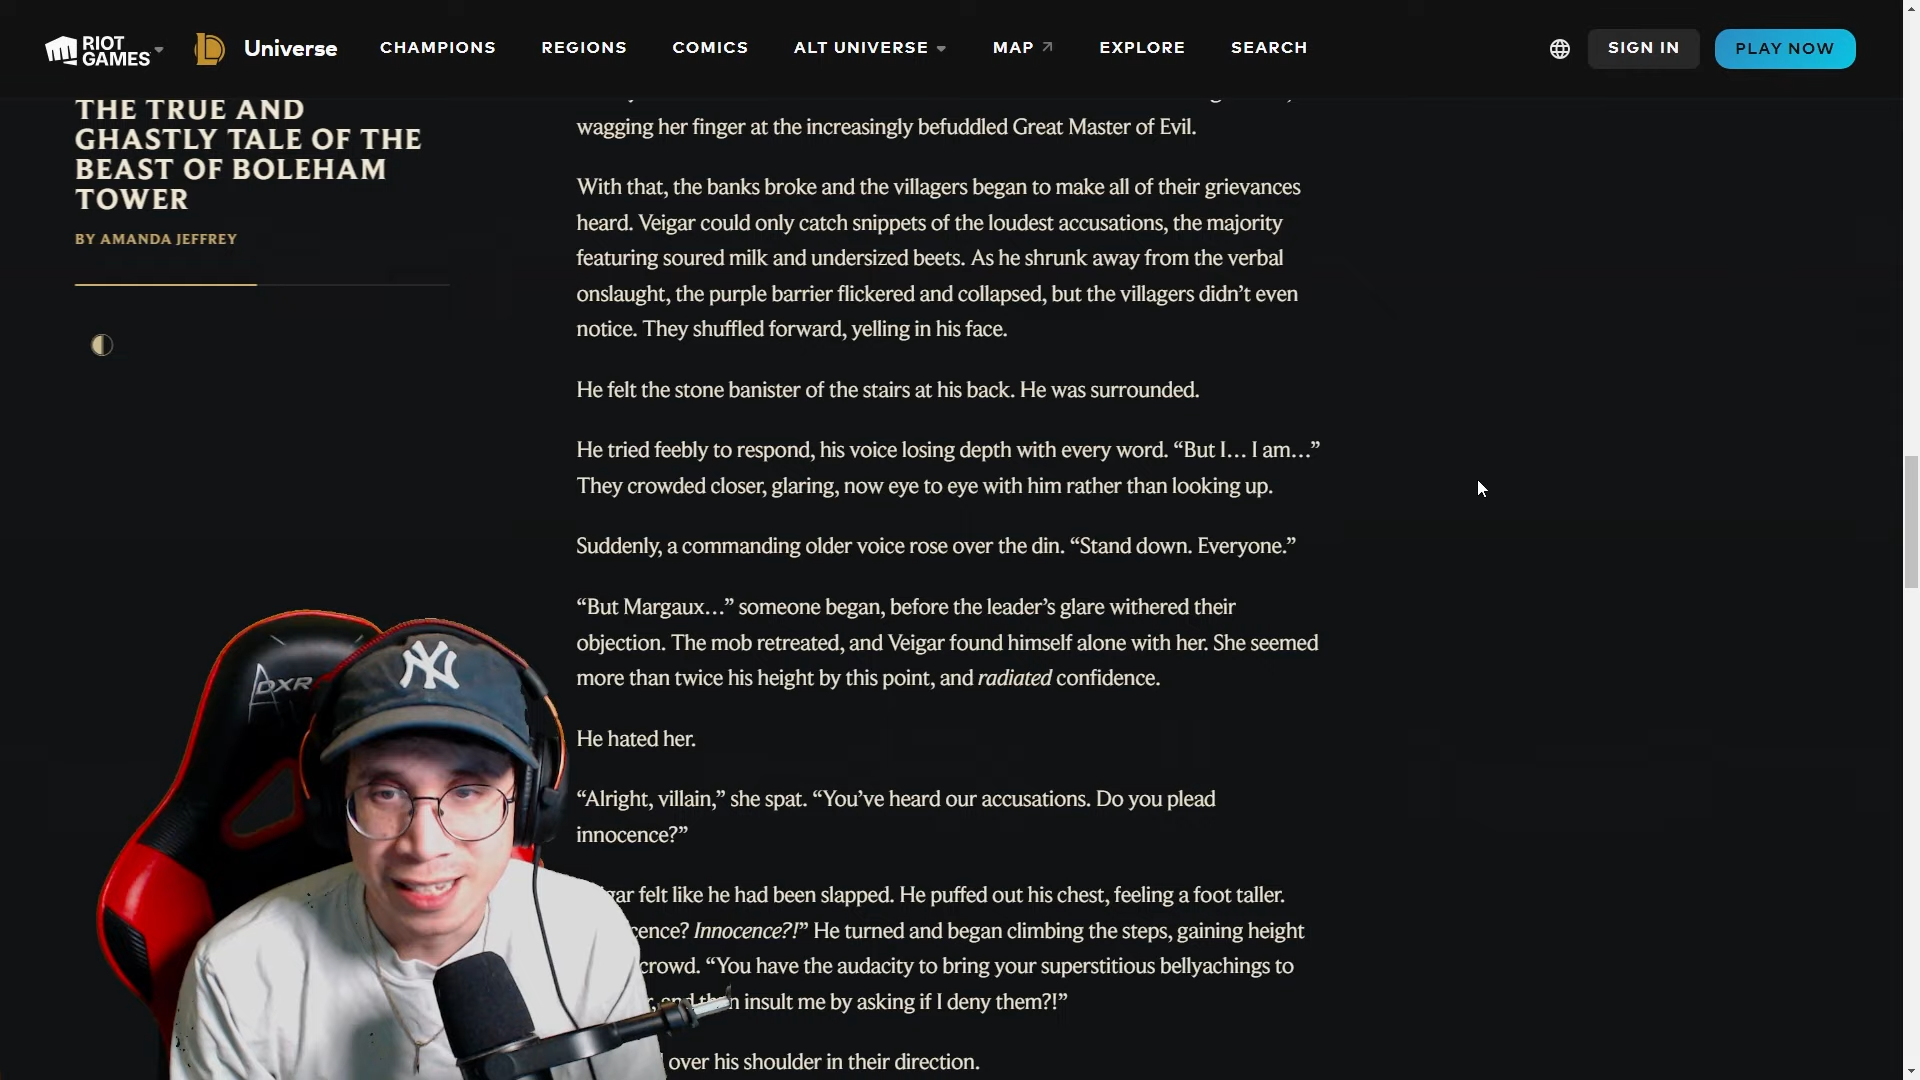 RIOT GAMES
Universe
CHAMPIONS
REGIONS
COMICS
ALT UNIVERSE
MAP
EXPLORE
SEARCH
SIGN IN
PLAY NOW
THE TRUE AND
GHASTLY TALE OF THE
BEAST OF BOLEHAM
TOWER
BY AMANDA JEFFREY
wagging her finger at the increasingly befuddled Great Master of Evil.
With that, the banks broke and the villagers began to make all of their grievances
heard. Veigar could only catch snippets of the loudest accusations, the majority
featuring soured milk and undersized beets. As he shrunk away from the verbal
onslaught, the purple barrier flickered and collapsed, but the villagers didn’t even
notice. They shuffled forward, yelling in his face.
He felt the stone banister of the stairs at his back. He was surrounded.
He tried feebly to respond, his voice losing depth with every word. “But I… I am…”
They crowded closer, glaring, now eye to eye with him rather than looking up.
Suddenly, a commanding older voice rose over the din. “Stand down. Everyone.”
“But Margaux…” someone began, before the leader’s glare withered their
objection. The mob retreated, and Veigar found himself alone with her. She seemed
more than twice his height by this point, and radiated confidence.
He hated her.
“Alright, villain,” she spat. “You’ve heard our accusations. Do you plead
innocence?”
felt like he had been slapped. He puffed out his chest, feeling a foot taller.
Innocence?!” He turned and began climbing the steps, gaining height
crowd. “You have the audacity to bring your superstitious bellyachings to
and then insult me by asking if I deny them?!”
over his shoulder in their direction.
NY
DXR